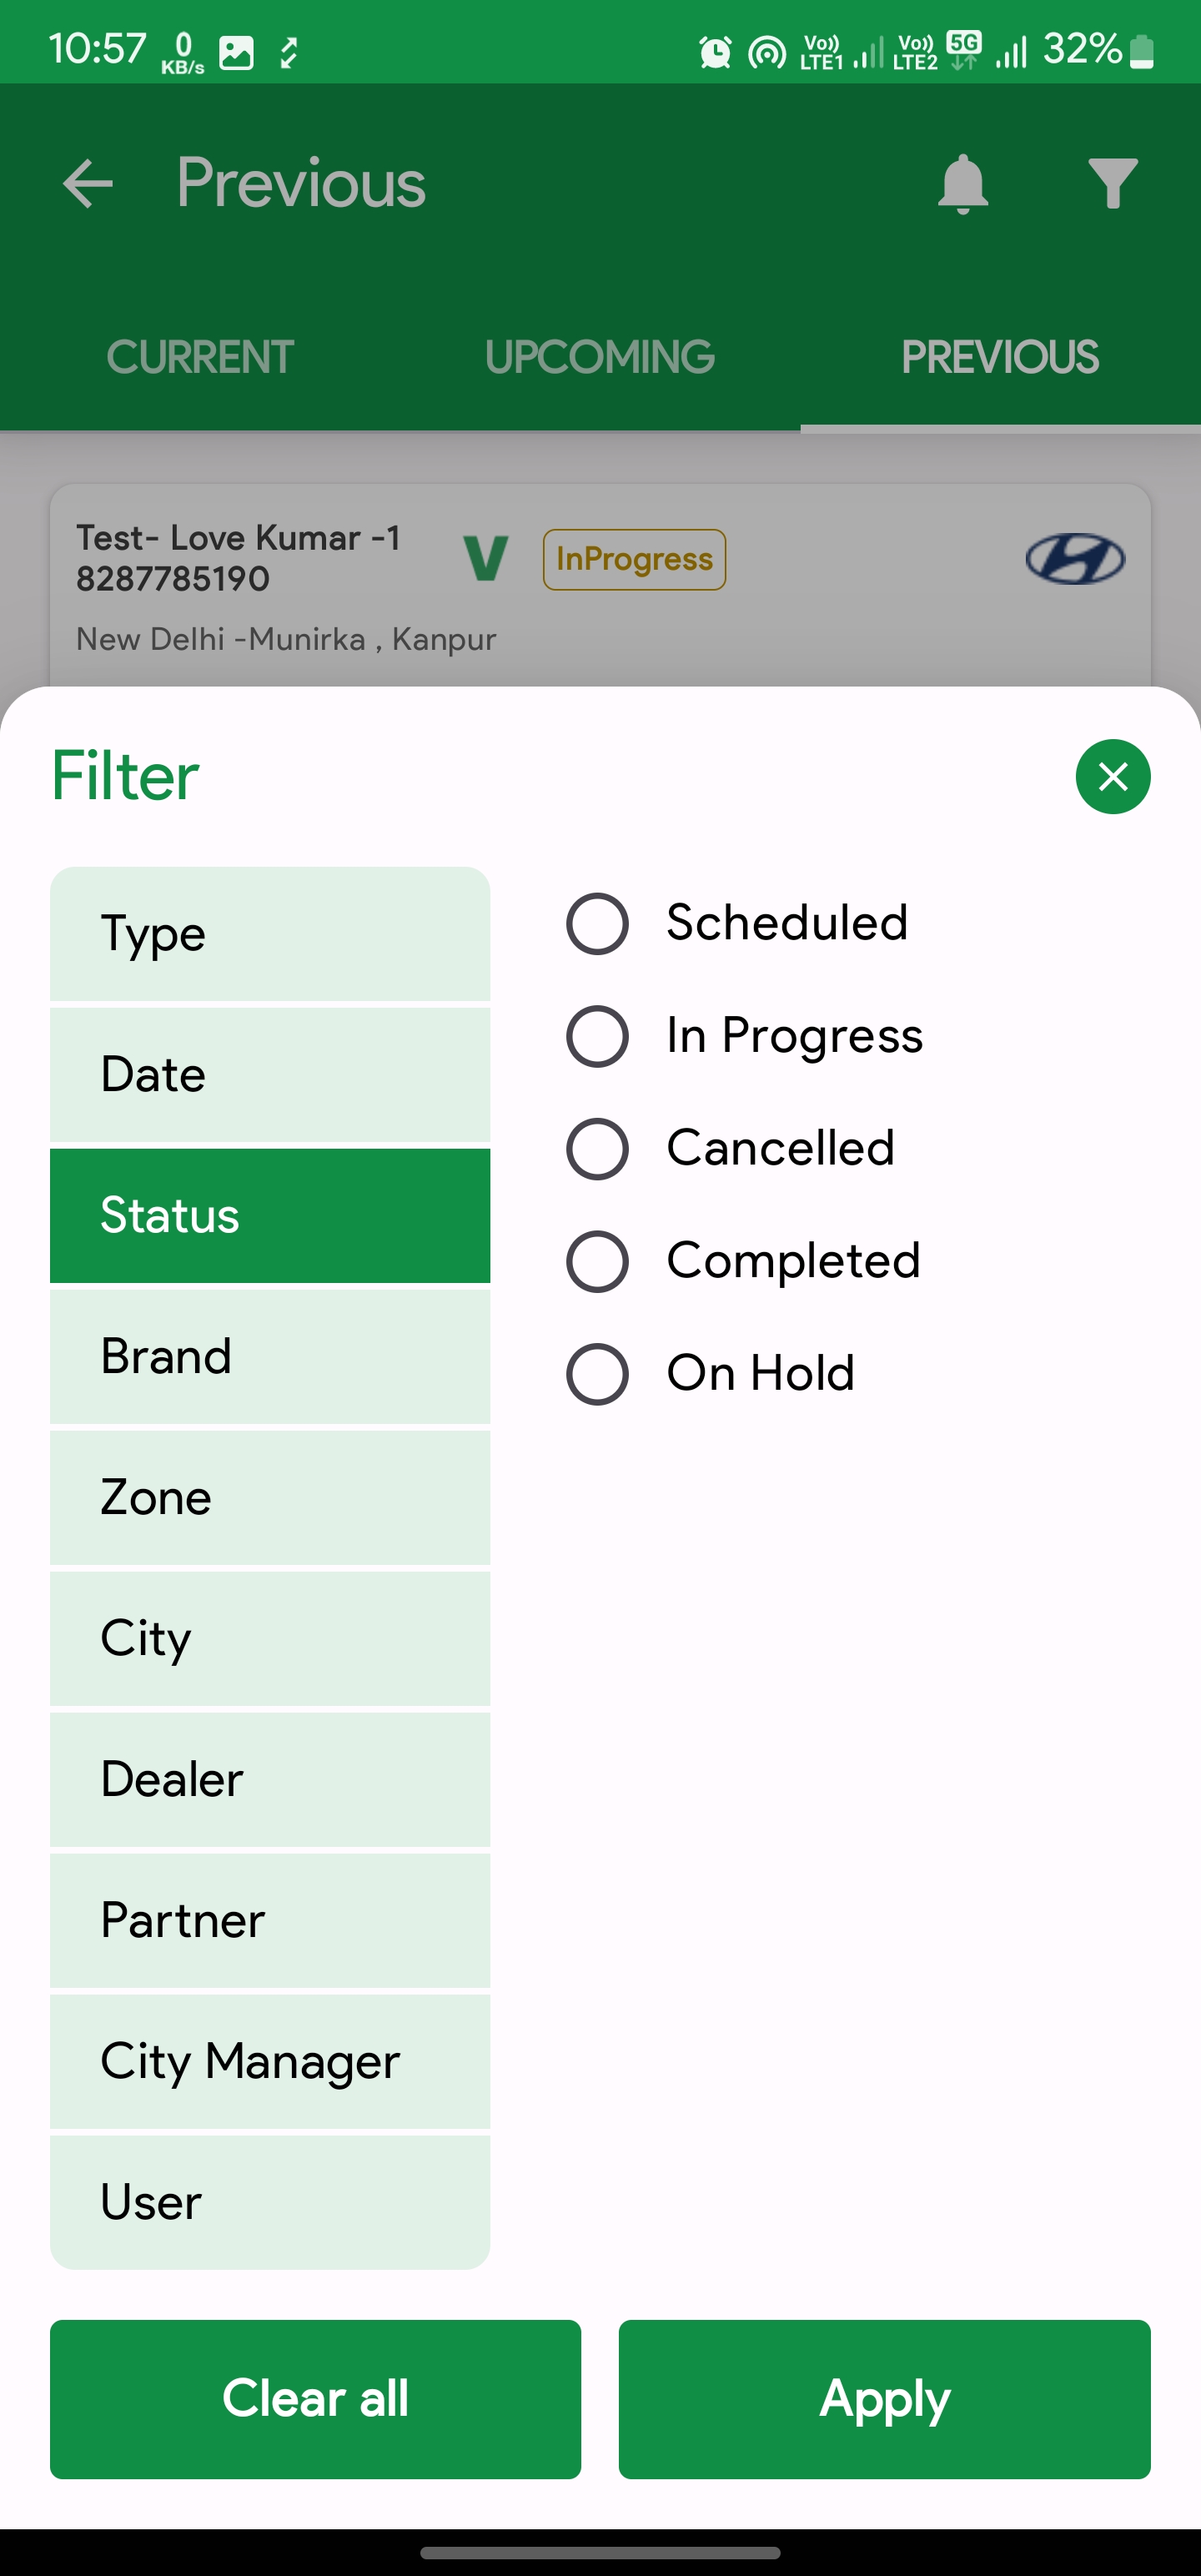 10:57 0 KB/s Vo)) LTE1 Vo)) LTE2 5G 32%
Previous
CURRENT UPCOMING PREVIOUS
Test- Love Kumar -1
8287785190
V
InProgress
New Delhi -Munirka , Kanpur
Filter
Type
Date
Status
Brand
Zone
City
Dealer
Partner
City Manager
User
Scheduled
In Progress
Cancelled
Completed
On Hold
Clear all
Apply